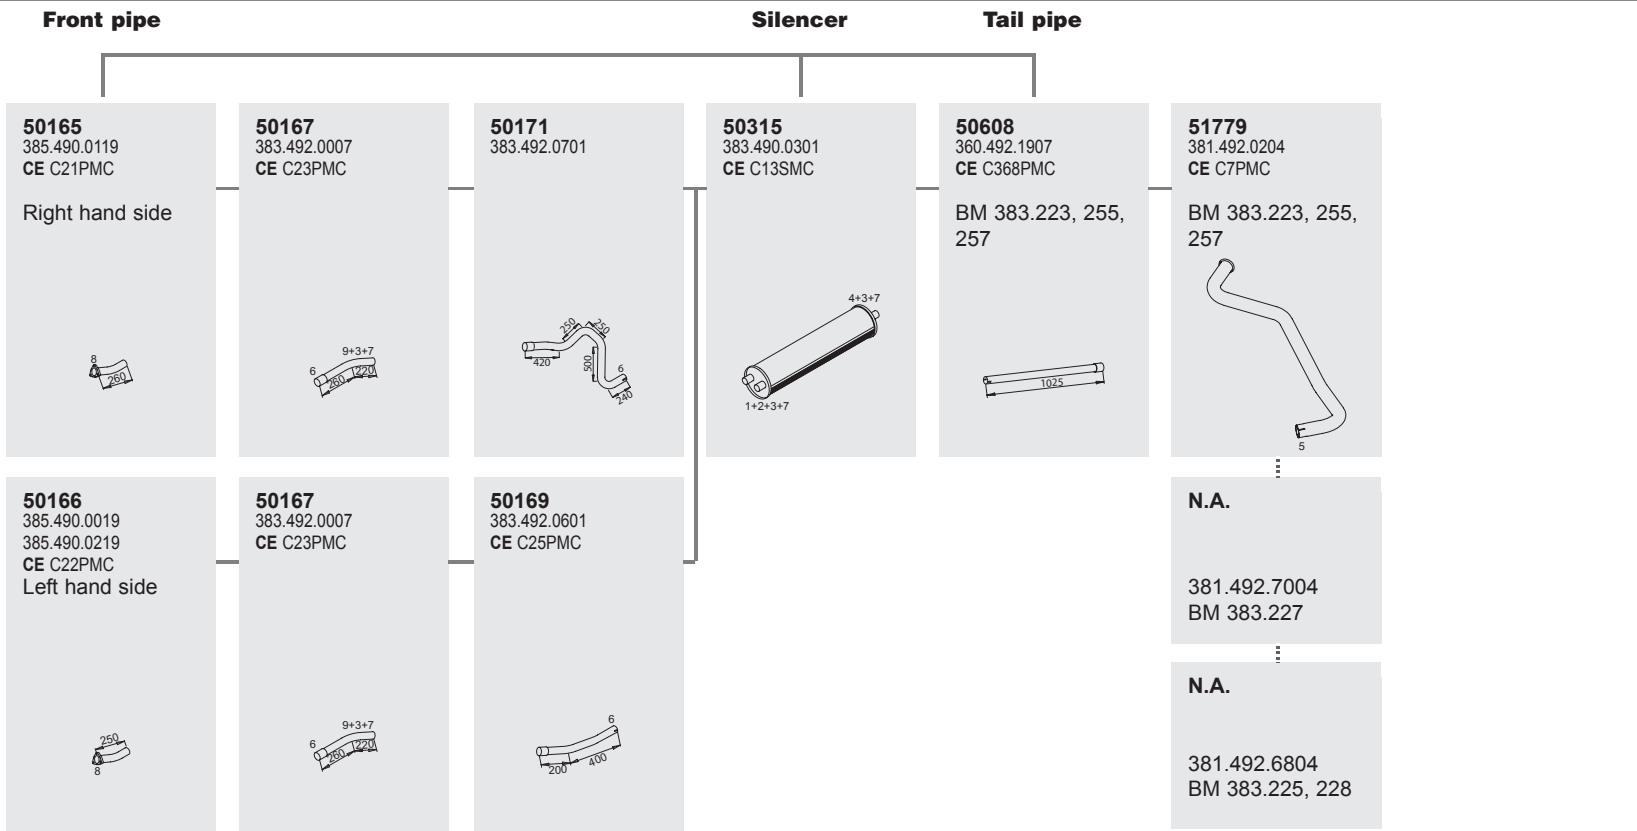 Front pipe
Silencer
Tail pipe
50165
385.490.0119
CE C21PMC
Right hand side
8
260
50167
383.492.0007
CE C23PMC
9+3+7
6
260
220
50171
383.492.0701
250
250
420
500
6
240
50315
383.490.0301
CE C13SMC
4+3+7
1+2+3+7
50608
360.492.1907
CE C368PMC
BM 383.223, 255,
257
1025
51779
381.492.0204
CE C7PMC
BM 383.223, 255,
257
5
50166
385.490.0019
385.490.0219
CE C22PMC
Left hand side
250
8
50167
383.492.0007
CE C23PMC
9+3+7
6
260
220
50169
383.492.0601
CE C25PMC
6
200
400
N.A.
381.492.7004
BM 383.227
N.A.
381.492.6804
BM 383.225, 228